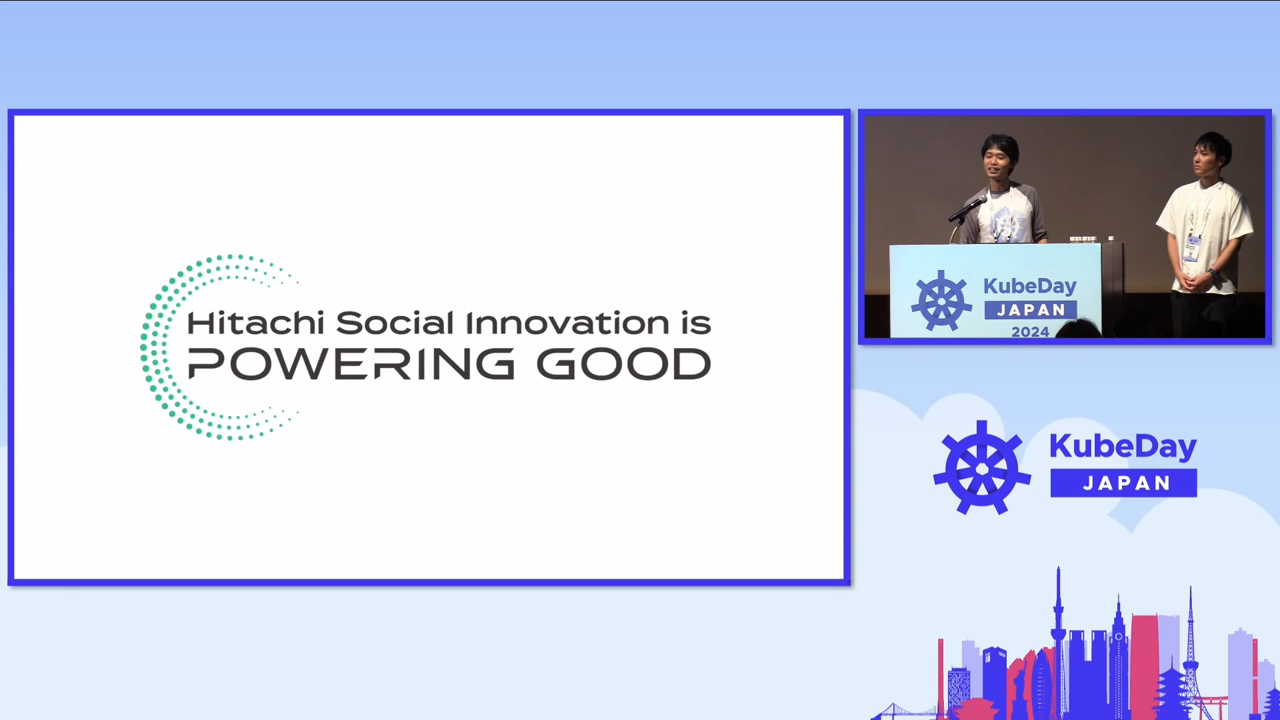 Hitachi Social Innovation is
POWERING GOOD
KubeDay
JAPAN
2024
KubeDay
JAPAN